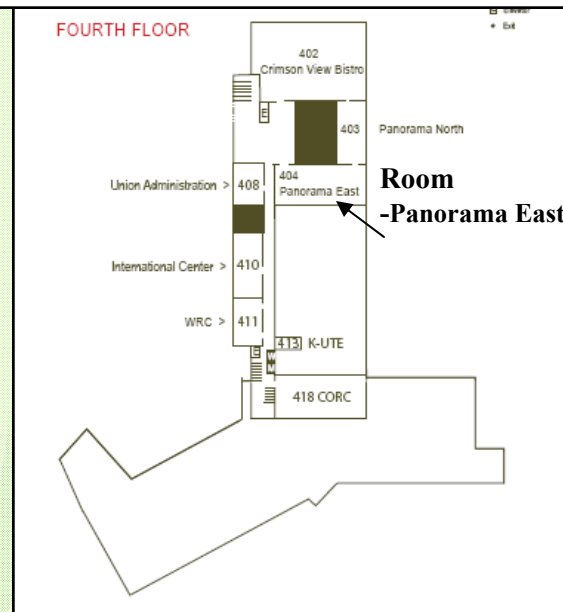 Elevator
Exit
FOURTH FLOOR
402
Crimson View Bistro
E
403
Panorama North
404
Panorama East
Union Administration >
408
Room
-Panorama East
International Center >
410
WRC >
411
413
K-UTE
E
418 CORC